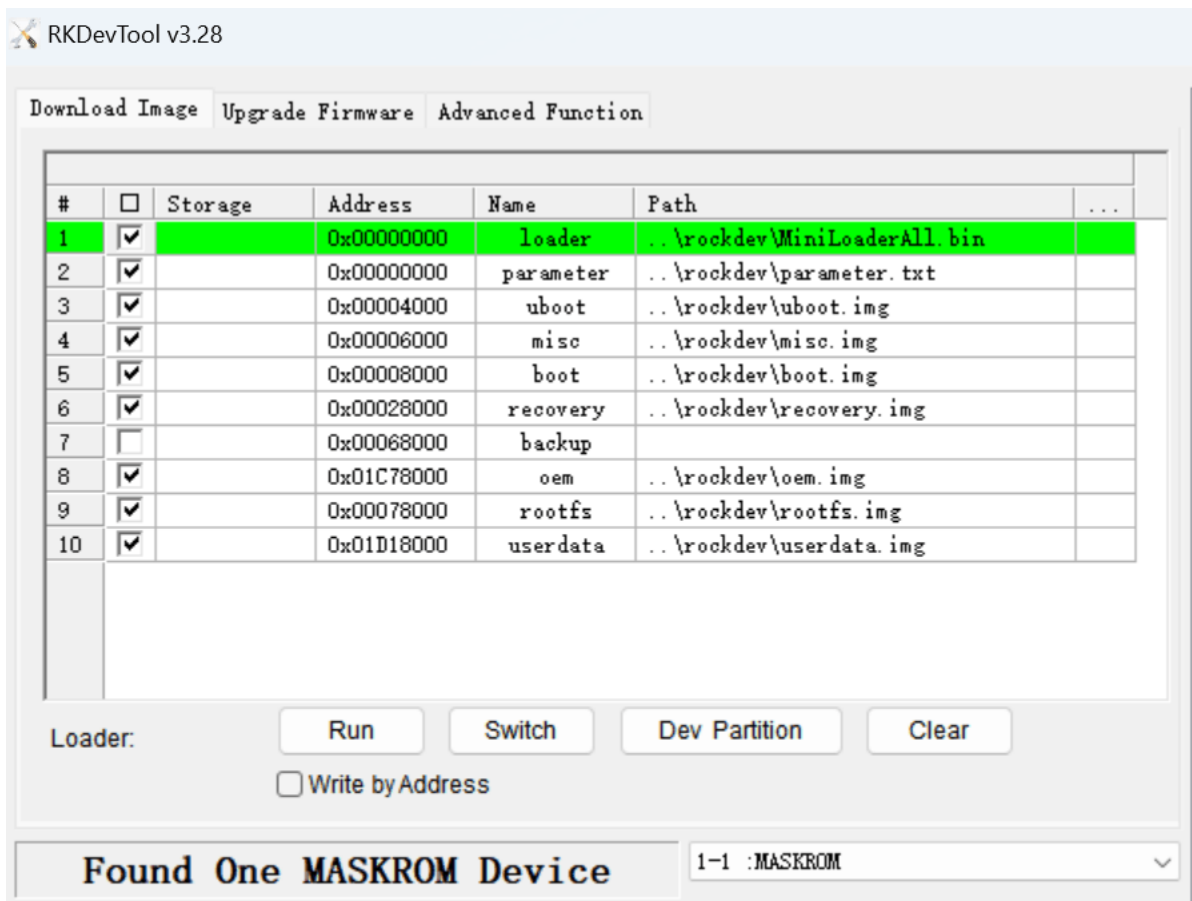 RKDevTool v3.28
Download Image Upgrade Firmware Advanced Function
# Storage Address Name Path ...
1 0x00000000 loader ..\rockdev\MiniLoaderAll.bin
2 0x00000000 parameter ..\rockdev\parameter.txt
3 0x00004000 uboot ..\rockdev\uboot.img
4 0x00006000 misc ..\rockdev\misc.img
5 0x00008000 boot ..\rockdev\boot.img
6 0x00028000 recovery ..\rockdev\recovery.img
7 0x00068000 backup
8 0x01C78000 oem ..\rockdev\oem.img
9 0x00078000 rootfs ..\rockdev\rootfs.img
10 0x01D18000 userdata ..\rockdev\userdata.img
Loader: Run Switch Dev Partition Clear
Write by Address
Found One MASKROM Device 1-1 :MASKROM